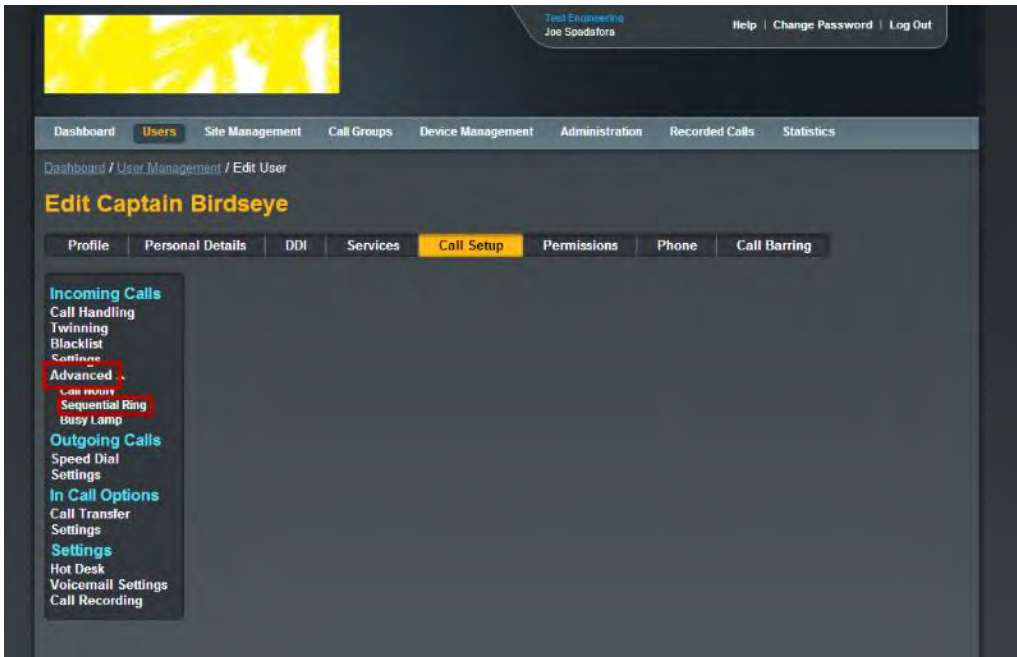 Test Engineering
Joe Spadafora
Help | Change Password | Log Out
Dashboard Users Site Management Call Groups Device Management Administration Recorded Calls Statistics
Dashboard / User Management / Edit User
Edit Captain Birdseye
Profile Personal Details DDI Services Call Setup Permissions Phone Call Barring
Incoming Calls
Call Handling
Twinning
Blacklist
Settings
Advanced
Call Notify
Sequential Ring
Busy Lamp
Outgoing Calls
Speed Dial
Settings
In Call Options
Call Transfer
Settings
Settings
Hot Desk
Voicemail Settings
Call Recording